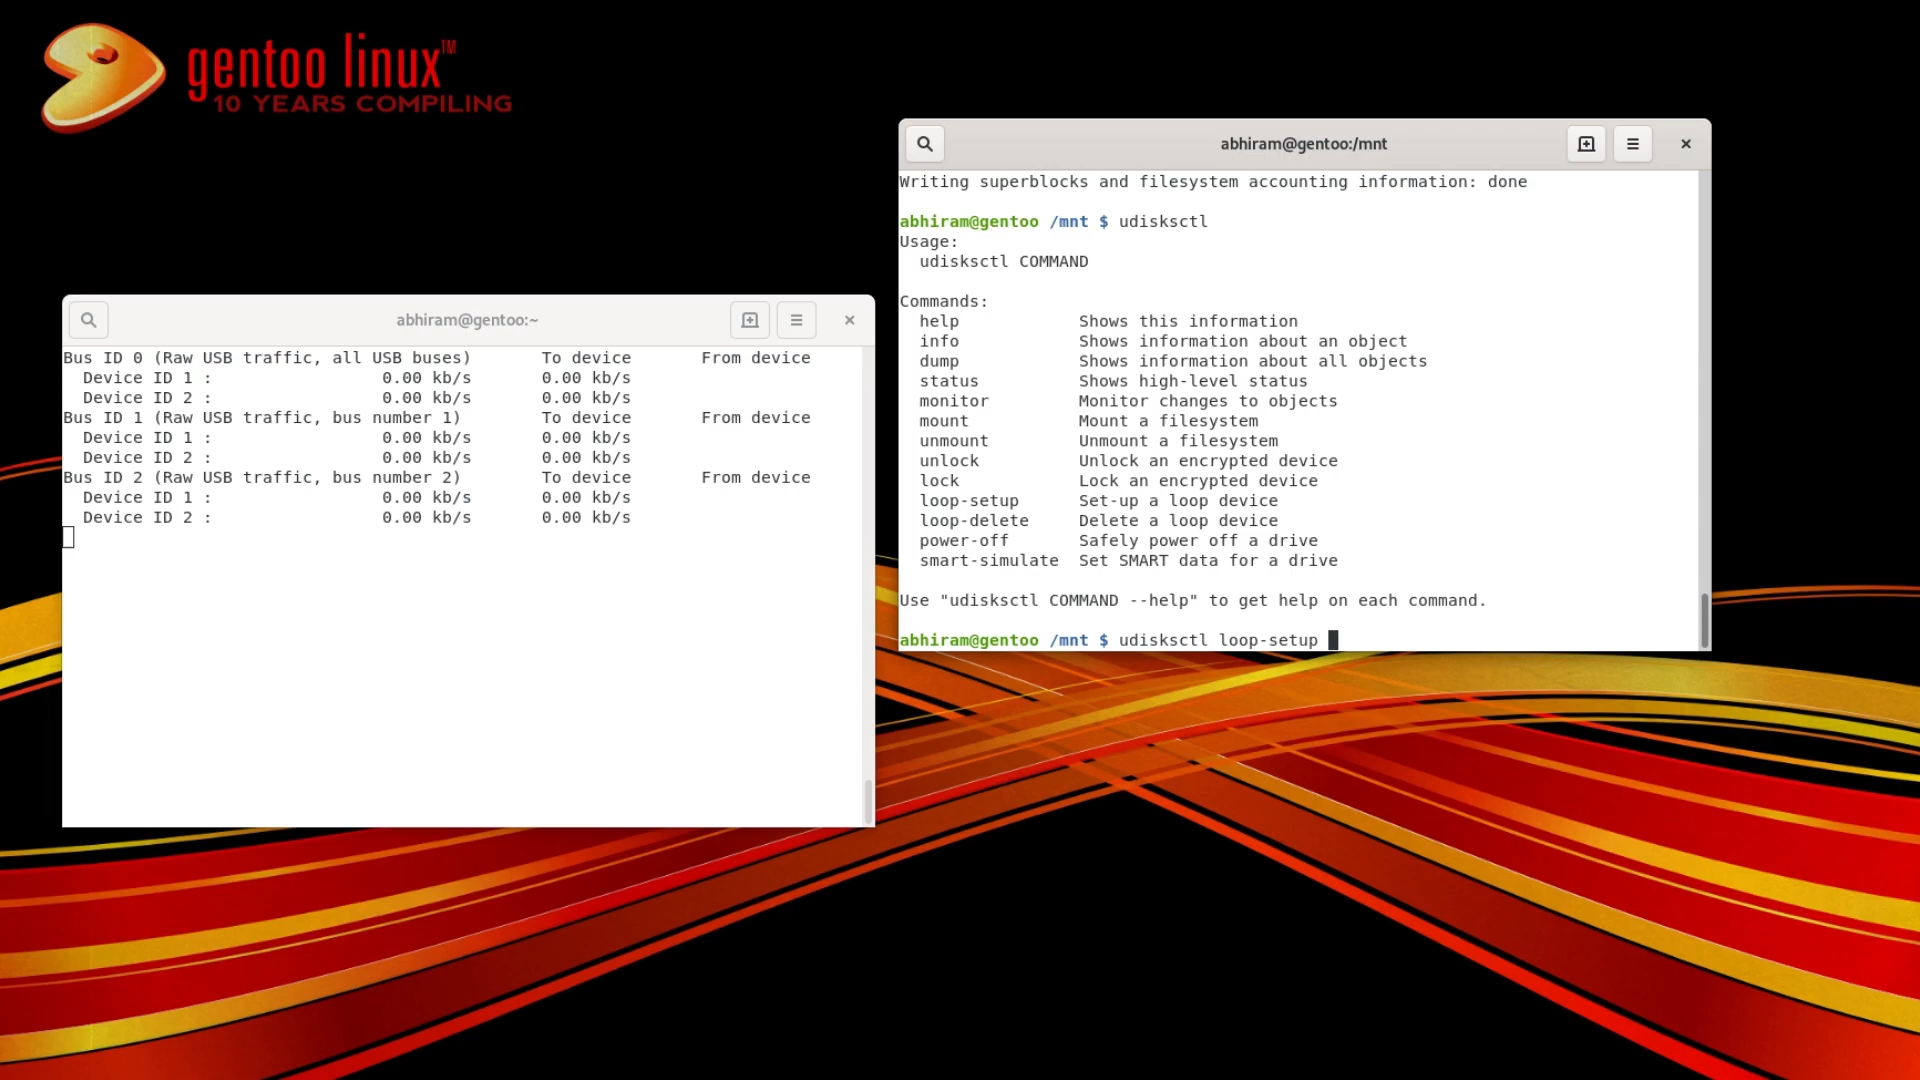 gentoo linux™
10 YEARS COMPILING
abhiram@gentoo:/mnt
Writing superblocks and filesystem accounting information: done
abhiram@gentoo /mnt $ udisksctl
Usage:
  udisksctl COMMAND
Commands:
  help            Shows this information
  info            Shows information about an object
  dump            Shows information about all objects
  status          Shows high-level status
  monitor         Monitor changes to objects
  mount           Mount a filesystem
  unmount         Unmount a filesystem
  unlock          Unlock an encrypted device
  lock            Lock an encrypted device
  loop-setup      Set-up a loop device
  loop-delete     Delete a loop device
  power-off       Safely power off a drive
  smart-simulate  Set SMART data for a drive
Use "udisksctl COMMAND --help" to get help on each command.
abhiram@gentoo /mnt $ udisksctl loop-setup
abhiram@gentoo:~
Bus ID 0 (Raw USB traffic, all USB buses)       To device       From device
  Device ID 1 :                 0.00 kb/s       0.00 kb/s
  Device ID 2 :                 0.00 kb/s       0.00 kb/s
Bus ID 1 (Raw USB traffic, bus number 1)        To device       From device
  Device ID 1 :                 0.00 kb/s       0.00 kb/s
  Device ID 2 :                 0.00 kb/s       0.00 kb/s
Bus ID 2 (Raw USB traffic, bus number 2)        To device       From device
  Device ID 1 :                 0.00 kb/s       0.00 kb/s
  Device ID 2 :                 0.00 kb/s       0.00 kb/s